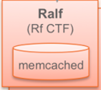 Ralf
(Rf CTF)
memcached